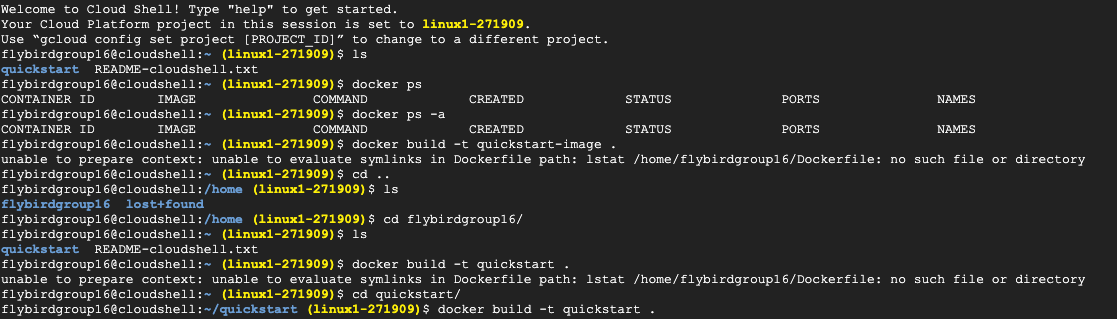 Welcome to Cloud Shell! Type "help" to get started.
Your Cloud Platform project in this session is set to linux1-271909.
Use “gcloud config set project [PROJECT_ID]” to change to a different project.
flybirdgroup16@cloudshell:~ (linux1-271909)$ ls
quickstart  README-cloudshell.txt
flybirdgroup16@cloudshell:~ (linux1-271909)$ docker ps
CONTAINER ID        IMAGE               COMMAND             CREATED             STATUS              PORTS               NAMES
flybirdgroup16@cloudshell:~ (linux1-271909)$ docker ps -a
CONTAINER ID        IMAGE               COMMAND             CREATED             STATUS              PORTS               NAMES
flybirdgroup16@cloudshell:~ (linux1-271909)$ docker build -t quickstart-image .
unable to prepare context: unable to evaluate symlinks in Dockerfile path: lstat /home/flybirdgroup16/Dockerfile: no such file or directory
flybirdgroup16@cloudshell:~ (linux1-271909)$ cd ..
flybirdgroup16@cloudshell:/home (linux1-271909)$ ls
flybirdgroup16  lost+found
flybirdgroup16@cloudshell:/home (linux1-271909)$ cd flybirdgroup16/
flybirdgroup16@cloudshell:~ (linux1-271909)$ ls
quickstart  README-cloudshell.txt
flybirdgroup16@cloudshell:~ (linux1-271909)$ docker build -t quickstart .
unable to prepare context: unable to evaluate symlinks in Dockerfile path: lstat /home/flybirdgroup16/Dockerfile: no such file or directory
flybirdgroup16@cloudshell:~ (linux1-271909)$ cd quickstart/
flybirdgroup16@cloudshell:~/quickstart (linux1-271909)$ docker build -t quickstart .